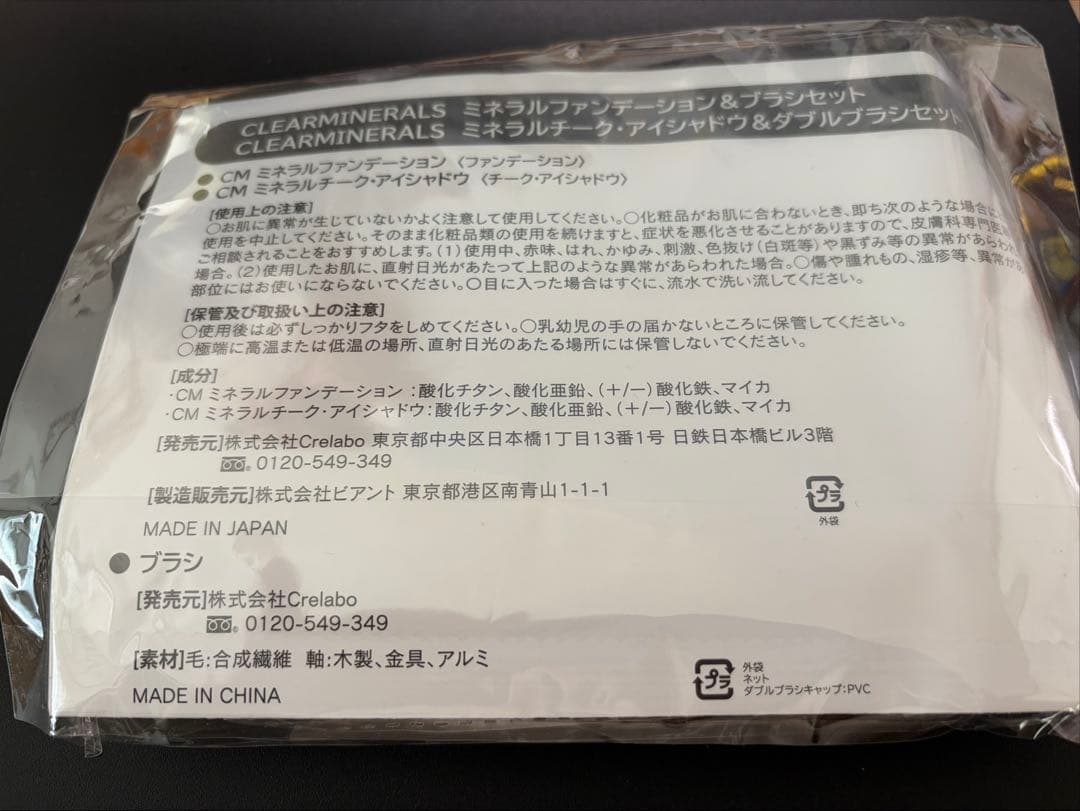 CLEARMINERALS ミネラルファンデーション&ブラシセット
CLEARMINERALS ミネラルチーク・アイシャドウ&ダブルブラシセット
● CM ミネラルファンデーション〈ファンデーション〉
● CM ミネラルチーク・アイシャドウ〈チーク・アイシャドウ〉
[使用上の注意]
○お肌に異常が生じていないかよく注意して使用してください。○化粧品がお肌に合わないとき、即ち次のような場合に
使用を中止してください。そのまま化粧品類の使用を続けますと、症状を悪化させることがありますので、皮膚科専門医
ご相談されることをおすすめします。(1)使用中、赤味、はれ、かゆみ、刺激、色抜け(白斑等)や黒ずみ等の異常があらわれ
場合。(2)使用したお肌に、直射日光があたって上記のような異常があらわれた場合。○傷や腫れもの、湿疹等、異常が
部位にはお使いにならないでください。○目に入った場合はすぐに、流水で洗い流してください。
[保管及び取扱い上の注意]
○使用後は必ずしっかりフタをしめてください。○乳幼児の手の届かないところに保管してください。
○極端に高温または低温の場所、直射日光のあたる場所には保管しないでください。
[成分]
・CM ミネラルファンデーション:酸化チタン、酸化亜鉛、(+/ー)酸化鉄、マイカ
・CM ミネラルチーク・アイシャドウ:酸化チタン、酸化亜鉛、(+/ー)酸化鉄、マイカ
[発売元]株式会社Crelabo 東京都中央区日本橋1丁目13番1号 日鉄日本橋ビル3階
0120-549-349
[製造販売元]株式会社ビアント 東京都港区南青山1-1-1
プラ
外袋
MADE IN JAPAN
● ブラシ
[発売元]株式会社Crelabo
0120-549-349
[素材]毛:合成繊維 軸:木製、金具、アルミ
MADE IN CHINA
プラ
外袋
ネット
ダブルブラシキャップ:PVC